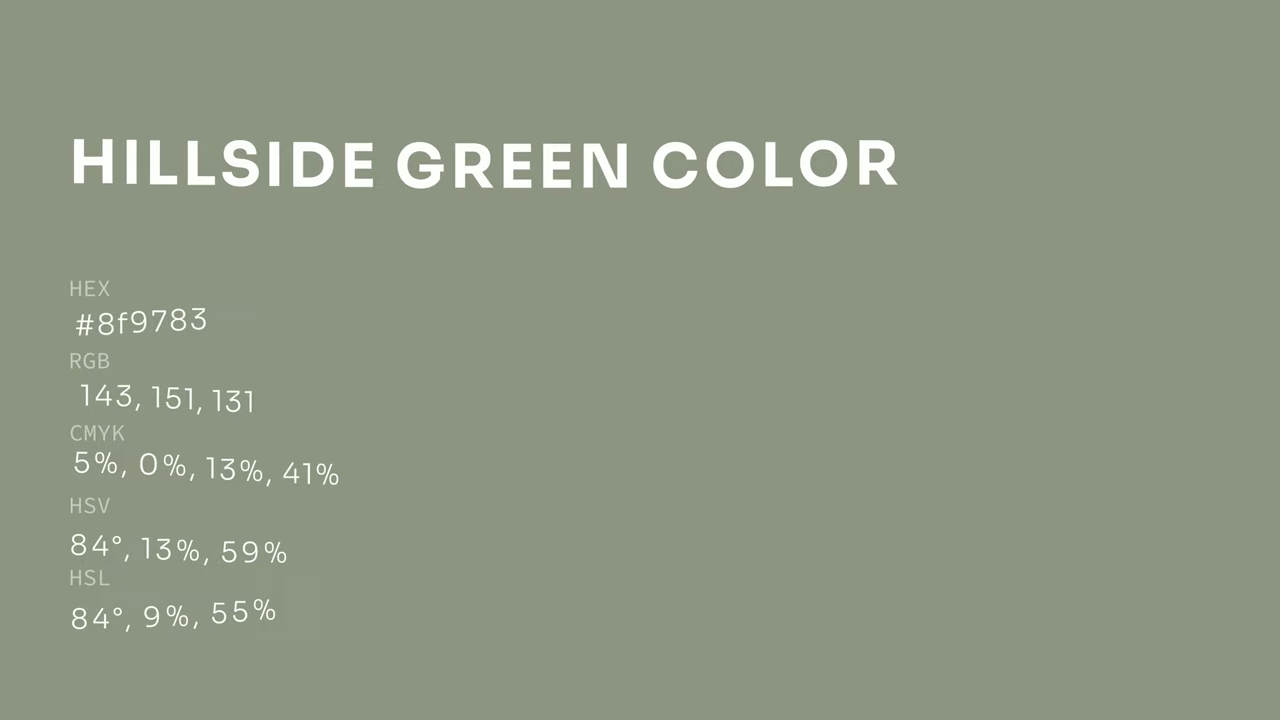 HILLSIDE GREEN COLOR
HEX
#8f9783
RGB
143, 151, 131
CMYK
5%, 0%, 13%, 41%
HSV
84°, 13%, 59%
HSL
84°, 9%, 55%